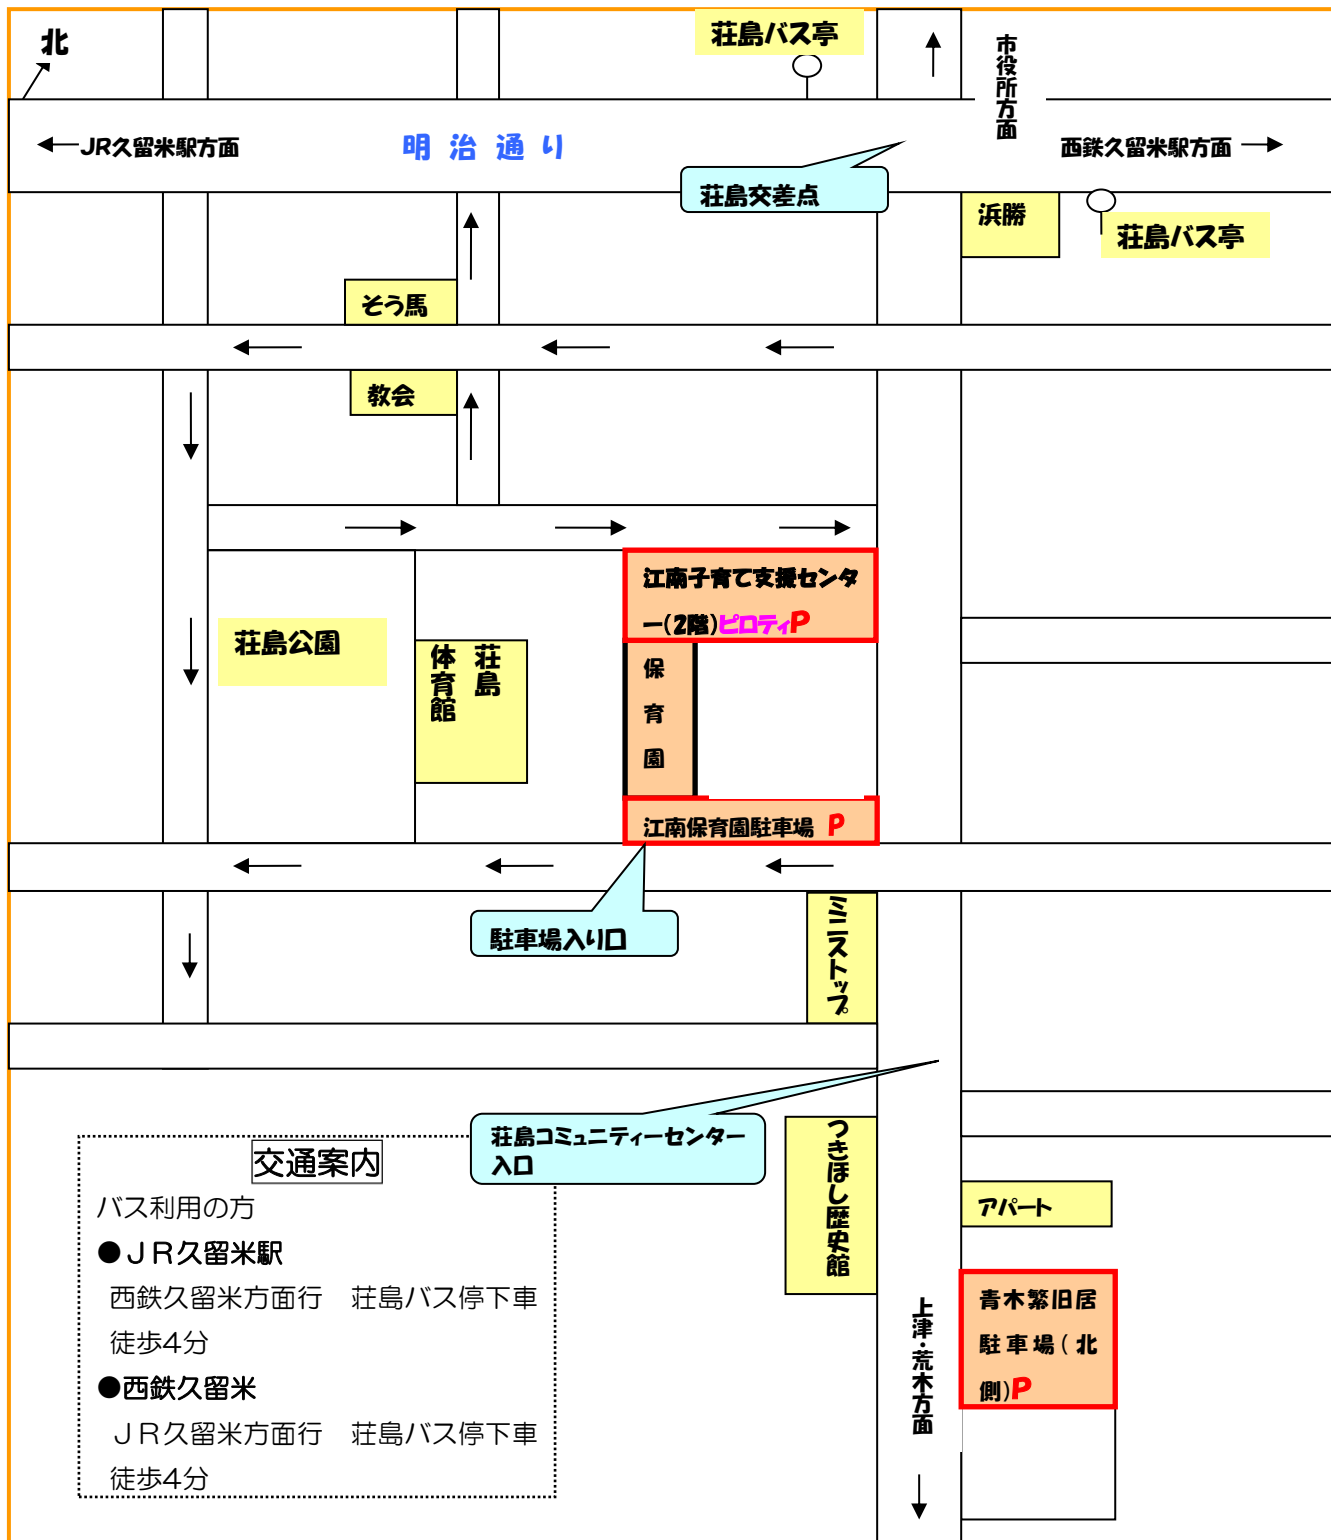 北
荘島バス亭
市役所方面
←JR久留米駅方面
明治通り
西鉄久留米駅方面→
荘島交差点
浜勝
荘島バス亭
そう馬
教会
江南子育て支援センタ
ー(2階)ピロティP
荘島公園
荘島
体育館
保
育
園
江南保育園駐車場 P
駐車場入り口
ミニストップ
荘島コミュニティーセンター
入口
つきほし歴史館
交通案内
バス利用の方
●ＪＲ久留米駅
西鉄久留米方面行　荘島バス停下車
徒歩4分
●西鉄久留米
ＪＲ久留米方面行　荘島バス停下車
徒歩4分
アパート
青木繁旧居
駐車場(北
側)P
上津・荒木方面